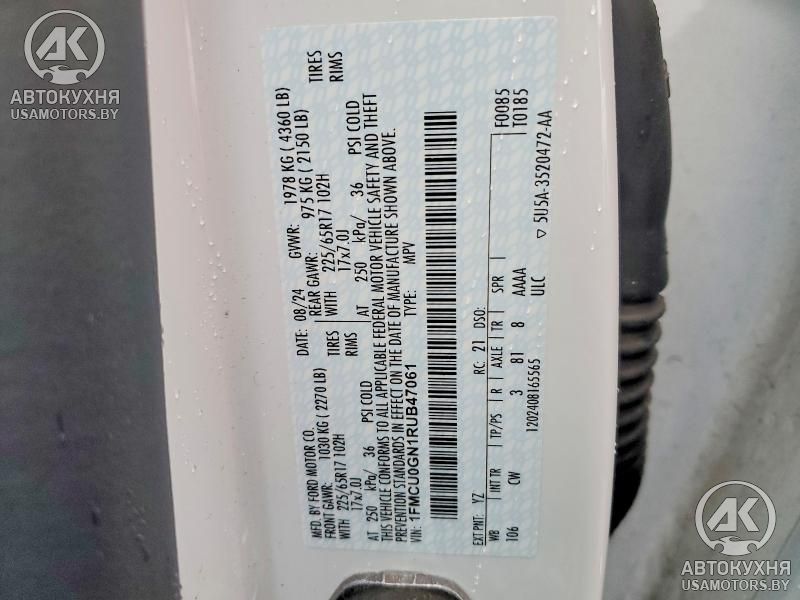 MFD. BY FORD MOTOR CO.
DATE: 08/24
GVWR: 1978 KG ( 4360 LB)
FRONT GAWR: 1030 KG ( 2270 LB)
REAR GAWR: 975 KG ( 2150 LB)
WITH 225/65R17 102H TIRES
WITH 225/65R17 102H TIRES
17x7.0J RIMS
17x7.0J RIMS
AT 250 kPa/ 36 PSI COLD
AT 250 kPa/ 36 PSI COLD
THIS VEHICLE CONFORMS TO ALL APPLICABLE FEDERAL MOTOR VEHICLE SAFETY AND THEFT
PREVENTION STANDARDS IN EFFECT ON THE DATE OF MANUFACTURE SHOWN ABOVE.
VIN: 1FMCU0GN1RUB47061
TYPE: MPV
F0085
T0185
EXT PNT: YZ RC: 21 DSO:
WB INT TR TP/PS R AXLE TR SPR
106 CW 3 81 8 AAAA
ULC
1202408165565
▽ 5U5A-3520472-AA
АК
АВТОКУХНЯ
USAMOTORS.BY
АК
АВТОКУХНЯ
USAMOTORS.BY